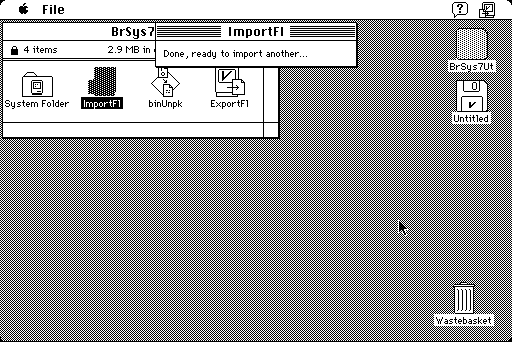 File
BrSys7
ImportFl
4 items
2.9 MB in
Done, ready to import another...
BrSys7Ut
System Folder
ImportFl
binUnpk
ExportFl
Untitled
Wastebasket